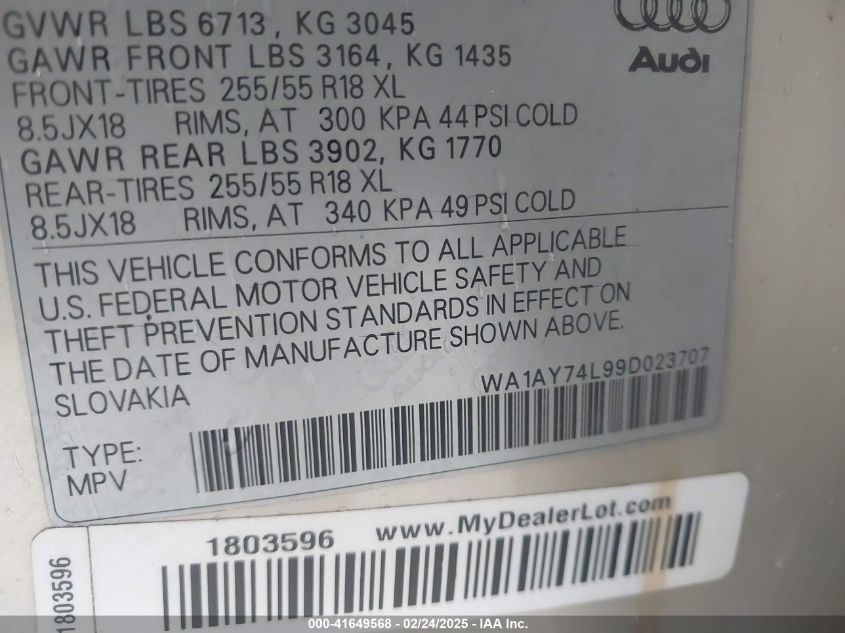 GVWR LBS 6713, KG 3045
GAWR FRONT LBS 3164, KG 1435
FRONT-TIRES 255/55 R18 XL
8.5JX18 RIMS, AT 300 KPA 44 PSI COLD
GAWR REAR LBS 3902, KG 1770
REAR-TIRES 255/55 R18 XL
8.5JX18 RIMS, AT 340 KPA 49 PSI COLD
Audi
THIS VEHICLE CONFORMS TO ALL APPLICABLE
U.S. FEDERAL MOTOR VEHICLE SAFETY AND
THEFT PREVENTION STANDARDS IN EFFECT ON
THE DATE OF MANUFACTURE SHOWN ABOVE.
SLOVAKIA
WA1AY74L99D023707
TYPE:
MPV
1803596 www.MyDealerLot.com
1803596
000-41649568 - 02/24/2025 - IAA Inc.